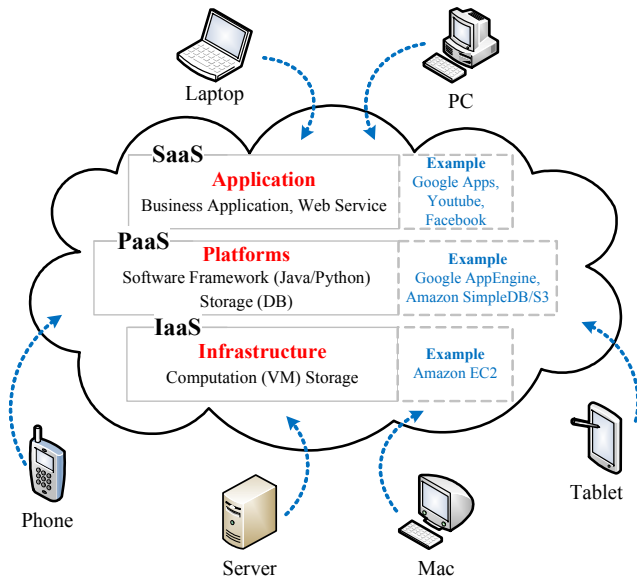 Laptop
PC
SaaS
Application
Business Application, Web Service
Example
Google Apps,
Youtube,
Facebook
PaaS
Platforms
Software Framework (Java/Python)
Storage (DB)
Example
Google AppEngine,
Amazon SimpleDB/S3
IaaS
Infrastructure
Computation (VM) Storage
Example
Amazon EC2
Phone
Server
Mac
Tablet